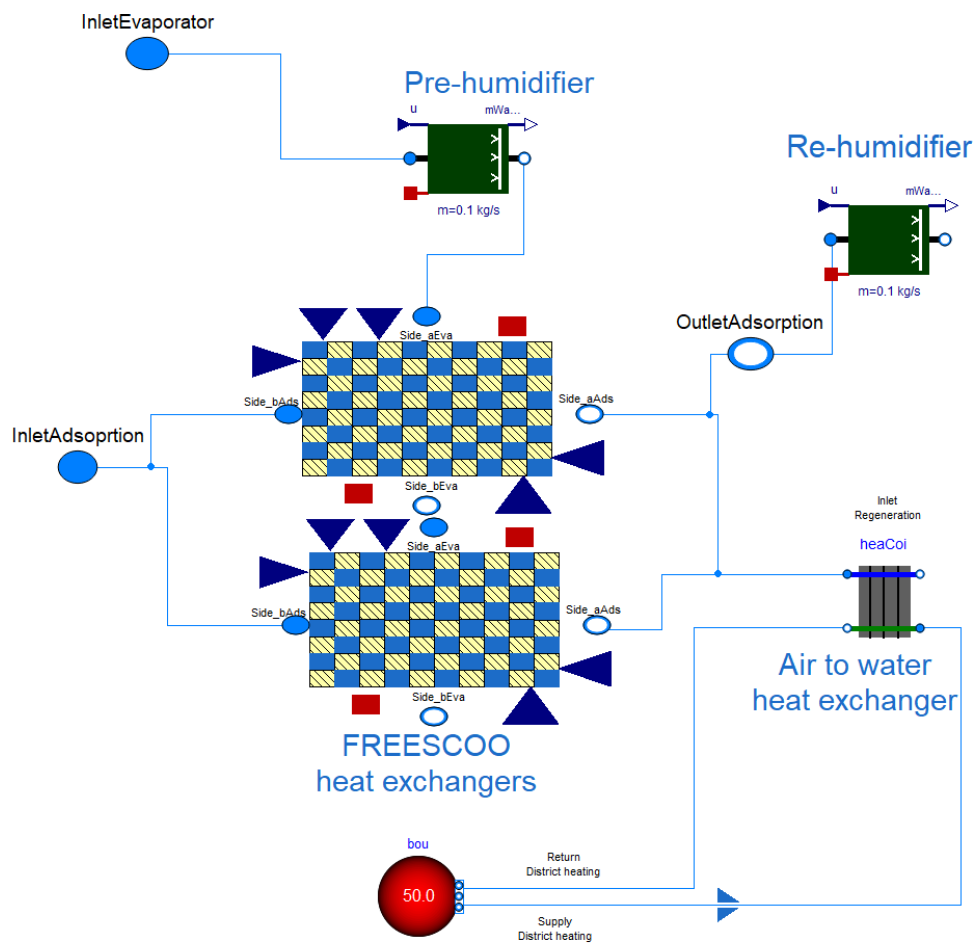 InletEvaporator
Pre-humidifier
u
mWa...
m=0.1 kg/s
Re-humidifier
u
mWa...
m=0.1 kg/s
OutletAdsorption
Side_aEva
Side_bAds
Side_aAds
InletAdsoprtion
Side_bEva
Side_aEva
Side_bAds
Side_aAds
Side_bEva
Inlet
Regeneration
heaCoi
Air to water
heat exchanger
FREESCOO
heat exchangers
bou
50.0
Return
District heating
Supply
District heating